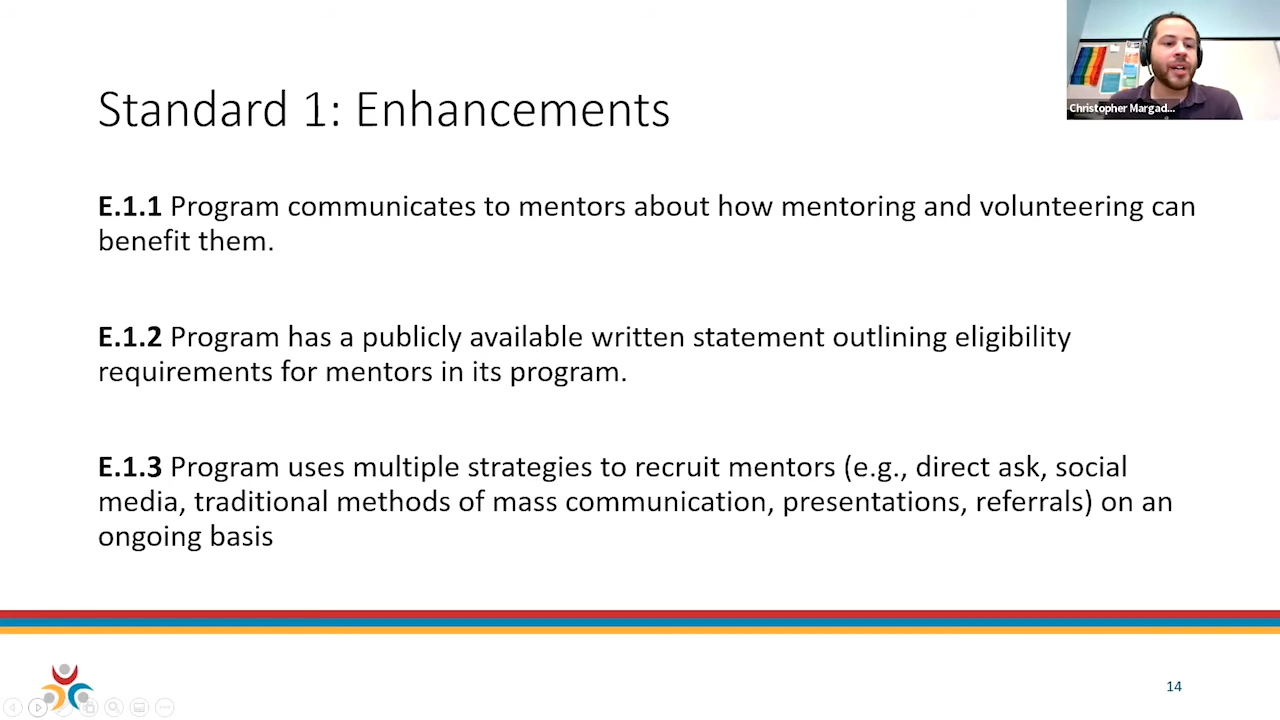 Standard 1: Enhancements
Christopher Margad...
E.1.1 Program communicates to mentors about how mentoring and volunteering can
benefit them.
E.1.2 Program has a publicly available written statement outlining eligibility
requirements for mentors in its program.
E.1.3 Program uses multiple strategies to recruit mentors (e.g., direct ask, social
media, traditional methods of mass communication, presentations, referrals) on an
ongoing basis
14